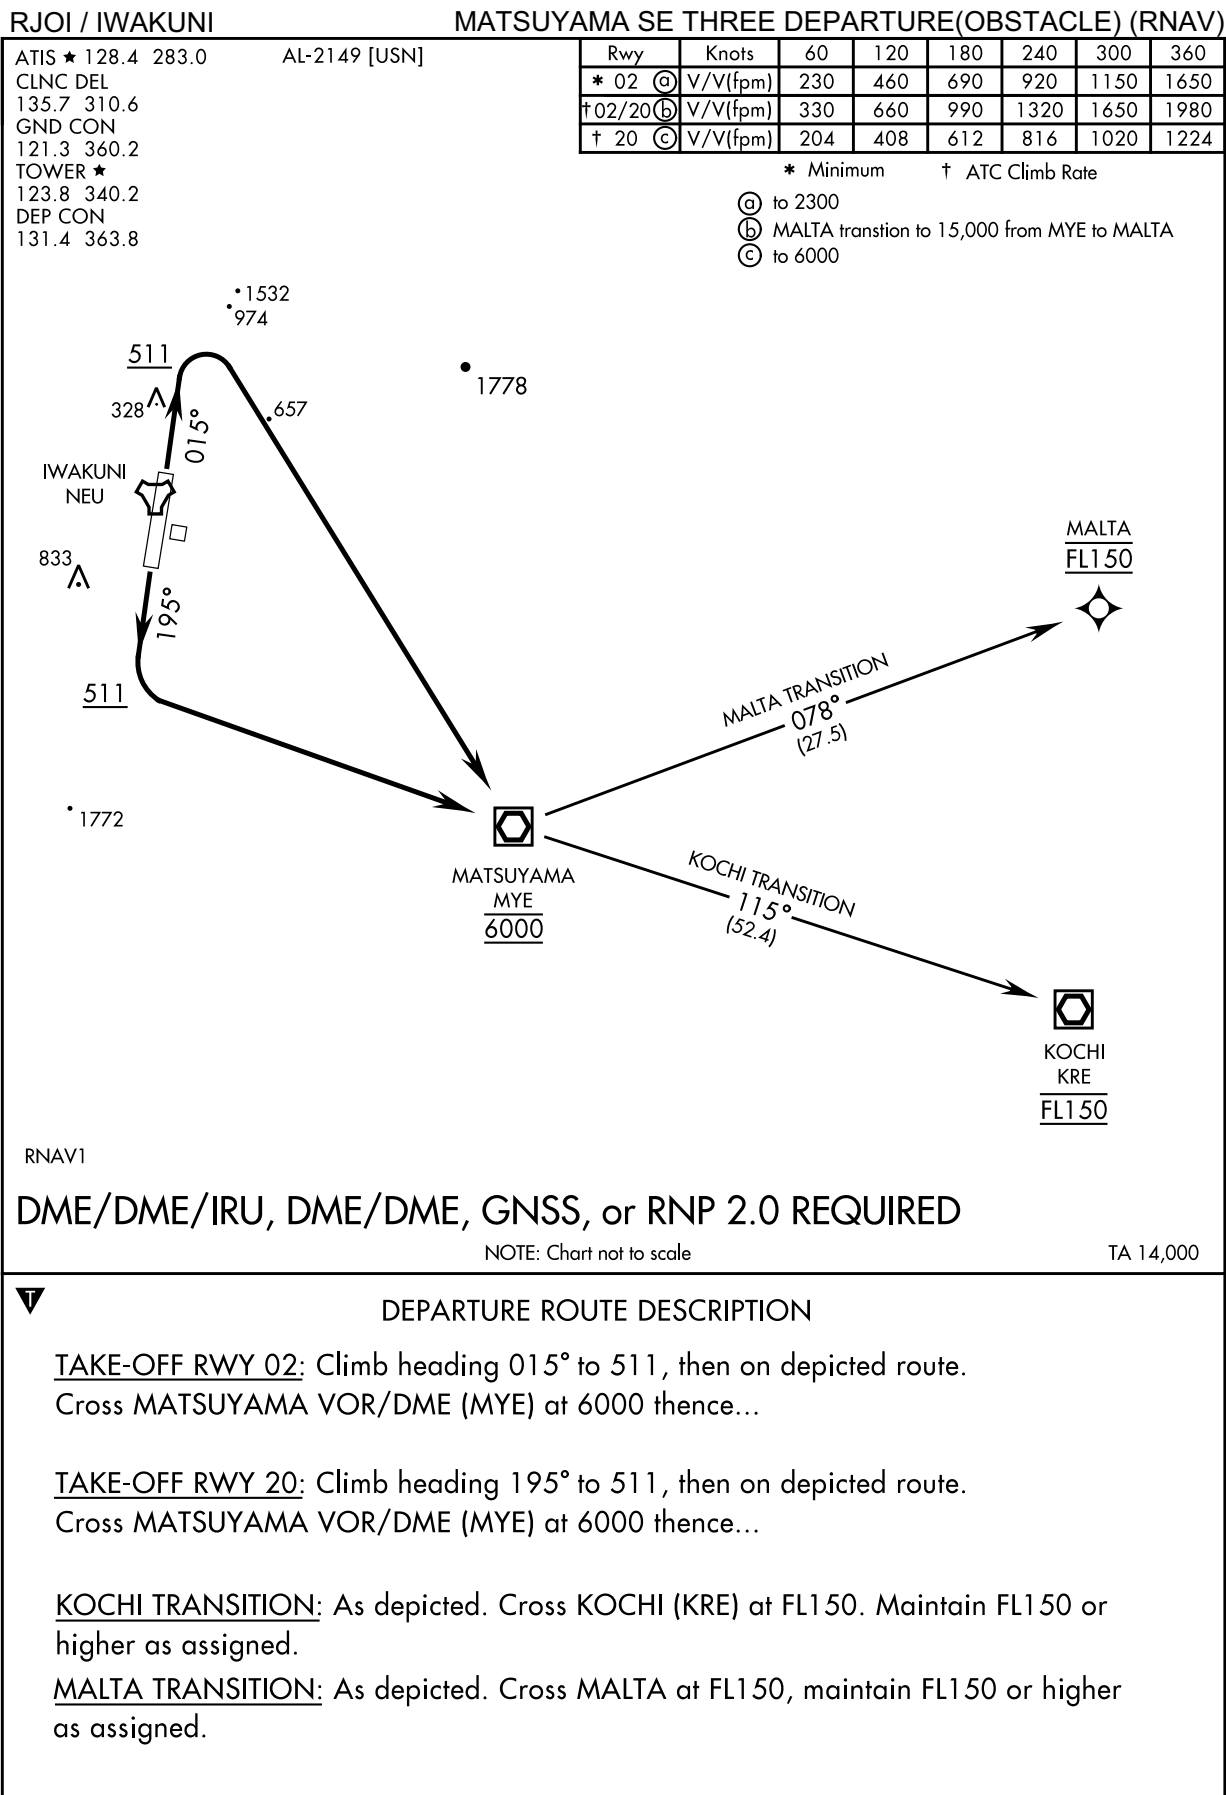 RJOI / IWAKUNI
MATSUYAMA SE THREE DEPARTURE(OBSTACLE) (RNAV)
ATIS ★ 128.4 283.0
AL-2149 [USN]
CLNC DEL
135.7 310.6
GND CON
121.3 360.2
TOWER ★
123.8 340.2
DEP CON
131.4 363.8
Rwy Knots 60 120 180 240 300 360
* 02 ⓐ V/V(fpm) 230 460 690 920 1150 1650
†02/20 ⓑ V/V(fpm) 330 660 990 1320 1650 1980
† 20 ⓒ V/V(fpm) 204 408 612 816 1020 1224
* Minimum † ATC Climb Rate
ⓐ to 2300
ⓑ MALTA transtion to 15,000 from MYE to MALTA
ⓒ to 6000
1532
974
511
1778
328
657
015°
IWAKUNI
NEU
MALTA
FL150
833
195°
511
MALTA TRANSITION
078°
(27.5)
1772
MATSUYAMA
MYE
6000
KOCHI TRANSITION
115°
(52.4)
KOCHI
KRE
FL150
RNAV1
DME/DME/IRU, DME/DME, GNSS, or RNP 2.0 REQUIRED
NOTE: Chart not to scale
TA 14,000
T
DEPARTURE ROUTE DESCRIPTION
TAKE-OFF RWY 02: Climb heading 015° to 511, then on depicted route.
Cross MATSUYAMA VOR/DME (MYE) at 6000 thence...
TAKE-OFF RWY 20: Climb heading 195° to 511, then on depicted route.
Cross MATSUYAMA VOR/DME (MYE) at 6000 thence...
KOCHI TRANSITION: As depicted. Cross KOCHI (KRE) at FL150. Maintain FL150 or
higher as assigned.
MALTA TRANSITION: As depicted. Cross MALTA at FL150, maintain FL150 or higher
as assigned.